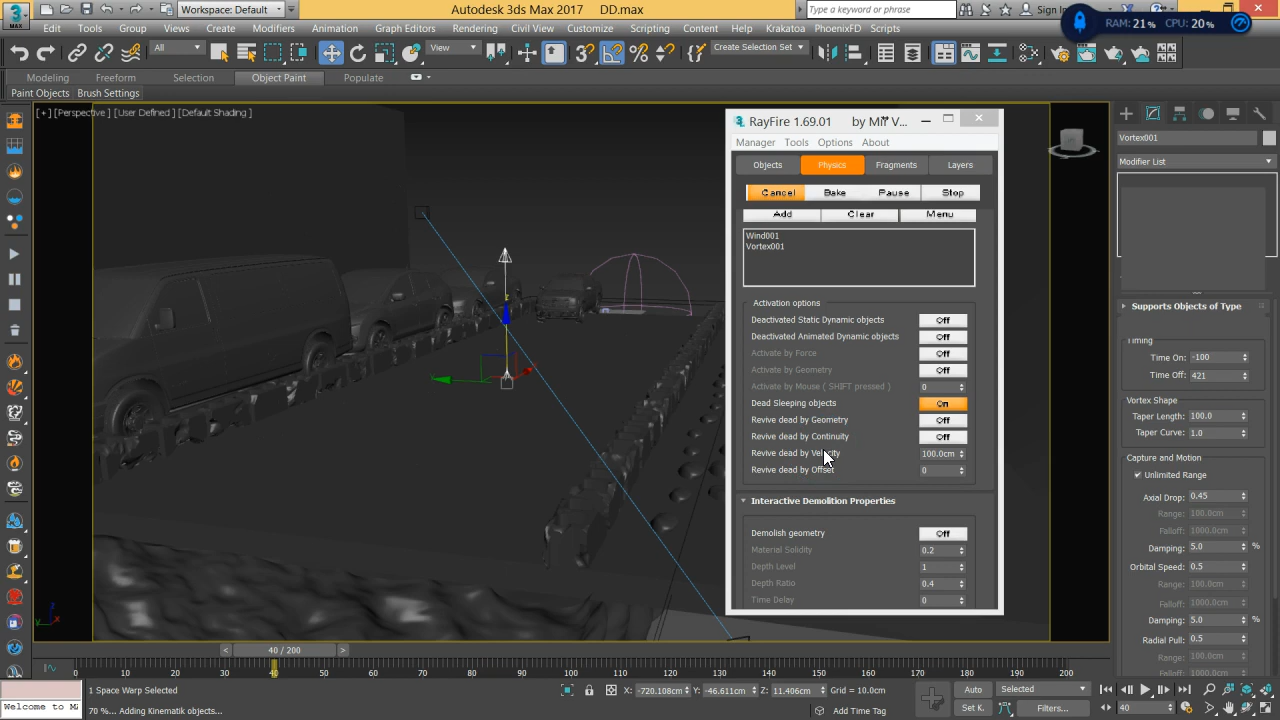 Workspace: Default
Autodesk 3ds Max 2017    DD.max
Type a keyword or phrase
Sign In
RAM: 21 %  CPU: 20 %
3
MAX
Edit Tools Group Views Create Modifiers Animation Graph Editors Rendering Civil View Customize Scripting Content Help Krakatoa PhoenixFD Scripts
All
View
Create Selection Set
Modeling Freeform Selection Object Paint Populate
Paint Objects Brush Settings
[ + ] [Perspective ] [User Defined ] [Default Shading ]
RayFire 1.69.01
Manager Tools Options About
Objects Physics Fragments Layers
Cancel Bake Pause Stop
Add Clear Menu
Wind001
Vortex001
Activation options
Deactivated Static Dynamic objects Off
Deactivated Animated Dynamic objects Off
Activate by Force Off
Activate by Geometry Off
Activate by Mouse ( SHIFT pressed ) 0
Dead Sleeping objects On
Revive dead by Geometry Off
Revive dead by Continuity Off
Revive dead by Velocity 100.0cm
Revive dead by Offset 0
Interactive Demolition Properties
Demolish geometry Off
Material Solidity 0.2
Depth Level 1
Depth Ratio 0.4
Time Delay 0
Vortex001
Modifier List
Supports Objects of Type
Timing
Time On: -100
Time Off: 421
Vortex Shape
Taper Length: 100.0
Taper Curve: 1.0
Capture and Motion
Unlimited Range
Axial Drop: 0.45
Range: 100.0cm
Falloff: 1000.0cm
Damping: 5.0 %
Orbital Speed: 0.5
Range: 100.0cm
Falloff: 1000.0cm
Damping: 5.0 %
Radial Pull: 0.5
Range: 100.0cm
Falloff: 1000.0cm
< 40 / 200 >
0 10 20 30 40 50 60 70 80 90 100 110 120 130 140 150 160 170 180 190 200
1 Space Warp Selected
X: -720.108cm Y: -46.611cm Z: 11.406cm Grid = 10.0cm
Auto Selected
Welcome to
70 %... Adding Kinematik objects...
Add Time Tag
Set K. Filters...
40